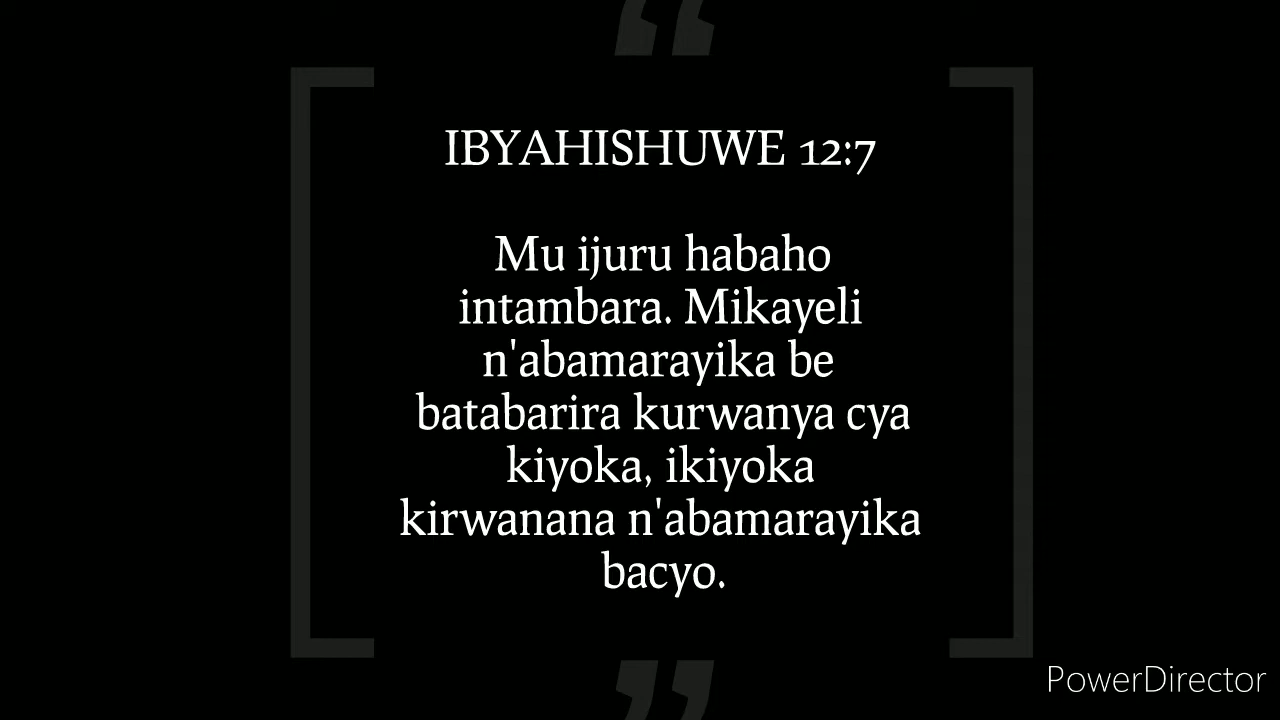 IBYAHISHUWE 12:7
Mu ijuru habaho
intambara. Mikayeli
n'abamarayika be
batabarira kurwanya cya
kiyoka, ikiyoka
kirwanana n'abamarayika
bacyo.
PowerDirector